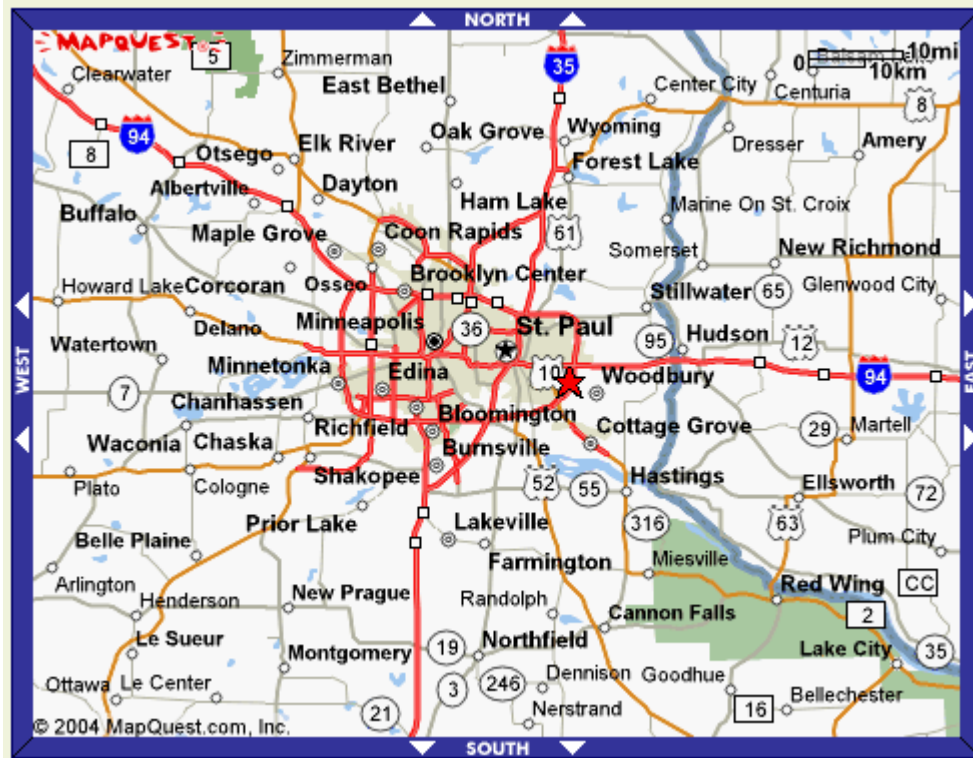 NORTH
MAPQUEST
5
Zimmerman
35
10mi
0
10km
Clearwater
East Bethel
Center City
Centuria
8
94
Oak Grove
Wyoming
Dresser
Amery
8
Otsego
Elk River
Forest Lake
Albertville
Dayton
Ham Lake
Marine On St. Croix
Buffalo
Maple Grove
Coon Rapids
61
Somerset
New Richmond
Brooklyn Center
Howard Lake
Corcoran
Osseo
Stillwater
65
Glenwood City
Delano
Minneapolis
36
St. Paul
95
Hudson
12
Watertown
WEST
EAST
Minnetonka
Edina
10
Woodbury
94
7
Chanhassen
Richfield
Bloomington
Cottage Grove
29
Martell
Waconia
Chaska
Burnsville
Plato
Cologne
Shakopee
52
55
Hastings
Ellsworth
72
Prior Lake
Lakeville
316
63
Plum City
Belle Plaine
Farmington
Miesville
Arlington
Red Wing
CC
Henderson
New Prague
Randolph
Cannon Falls
2
Le Sueur
19
Northfield
Lake City
35
Montgomery
Ottawa
Le Center
3
246
Dennison
Goodhue
Bellechester
21
16
Nerstrand
© 2004 MapQuest.com, Inc.
SOUTH